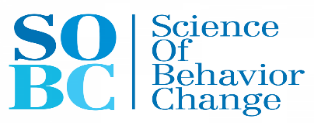 SO
BC
Science
Of
Behavior
Change